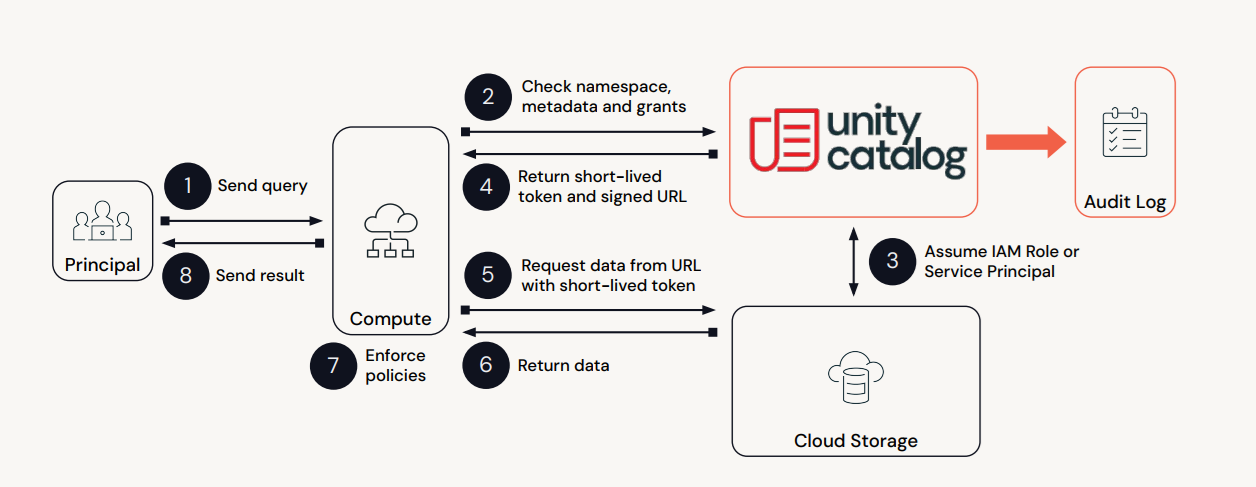 1
Send query
Principal
8
Send result
Compute
2
Check namespace,
metadata and grants
4
Return short-lived
token and signed URL
5
Request data from URL
with short-lived token
6
Return data
7
Enforce
policies
unity
catalog
Audit Log
3
Assume IAM Role or
Service Principal
Cloud Storage